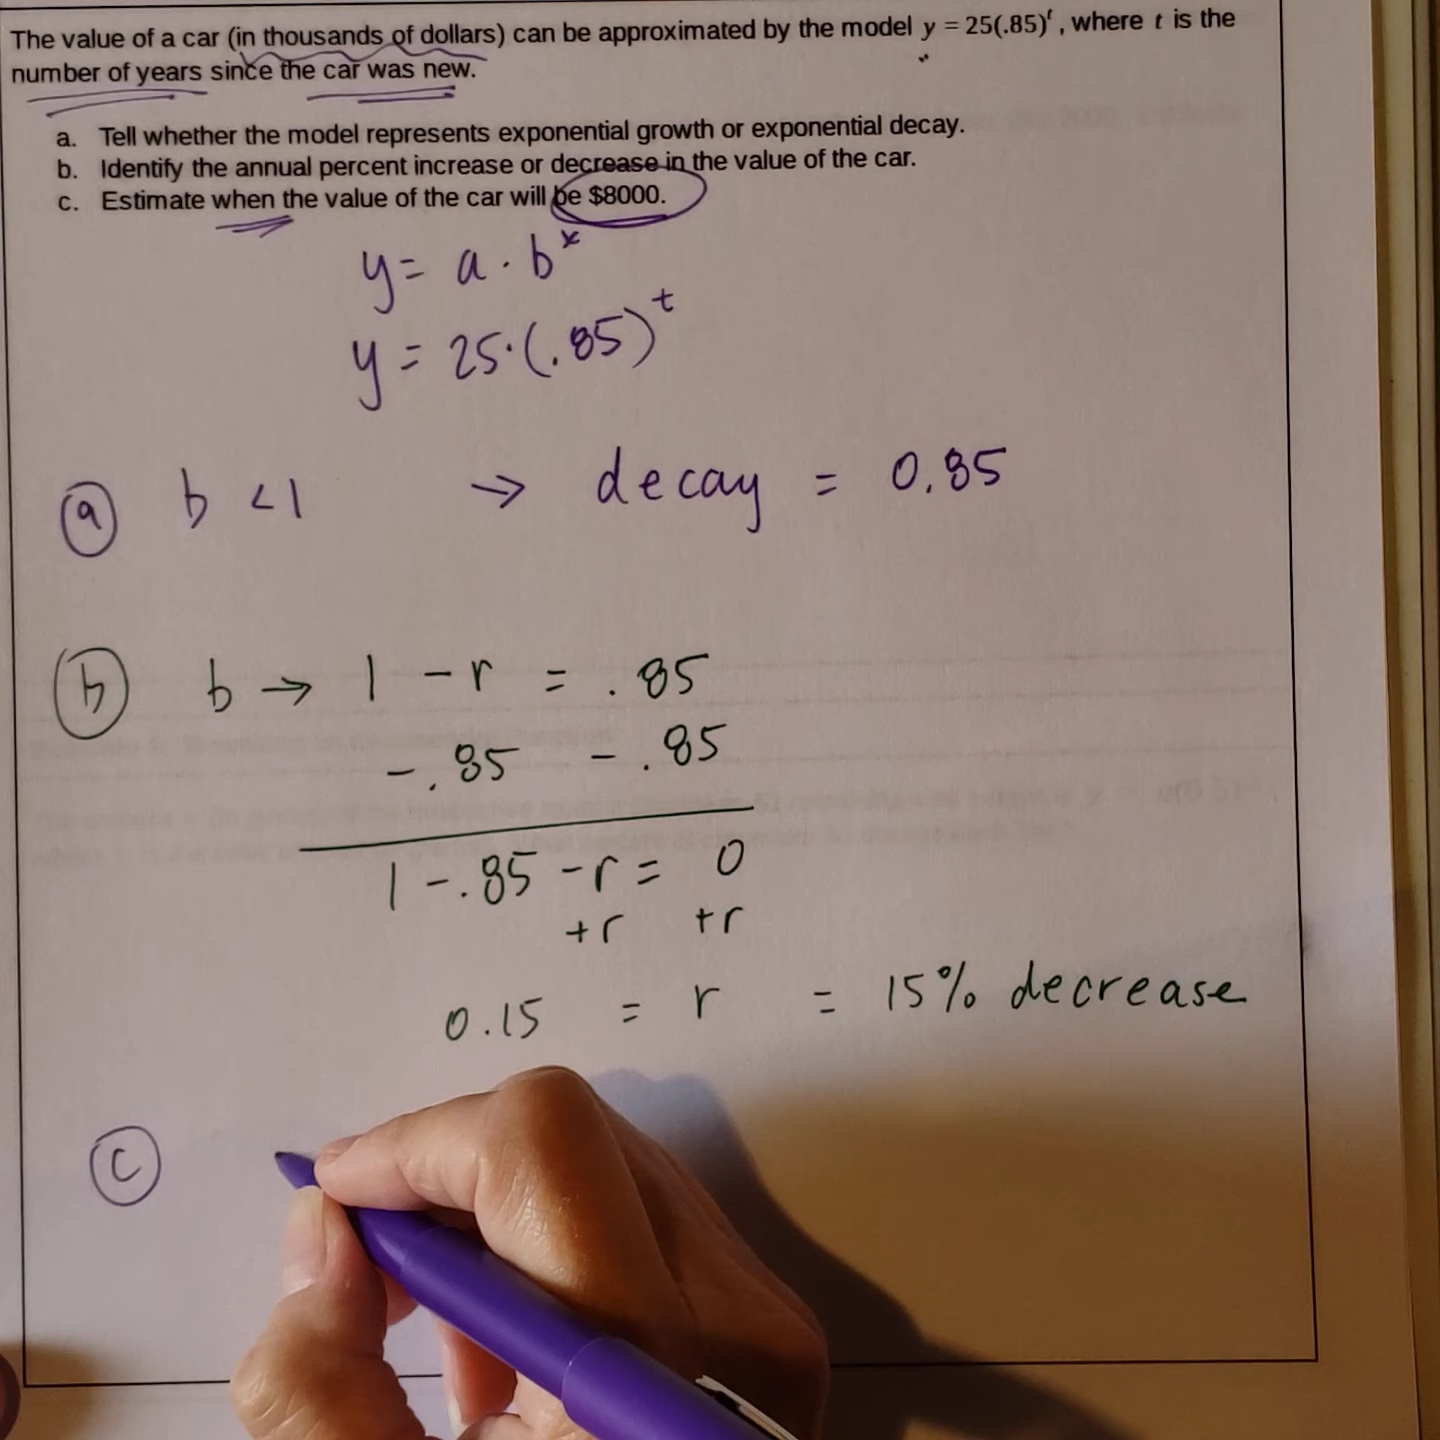 The value of a car (in thousands of dollars) can be approximated by the model y = 25(.85)^t , where t is the
number of years since the car was new.
a. Tell whether the model represents exponential growth or exponential decay.
b. Identify the annual percent increase or decrease in the value of the car.
c. Estimate when the value of the car will be $8000.
y = a · b^x
y = 25·(.85)^t
ⓐ b < 1 → decay = 0.85
ⓑ b → 1 - r = .85
- .85 - .85
1 - .85 - r = 0
+r +r
0.15 = r = 15% decrease
ⓒ